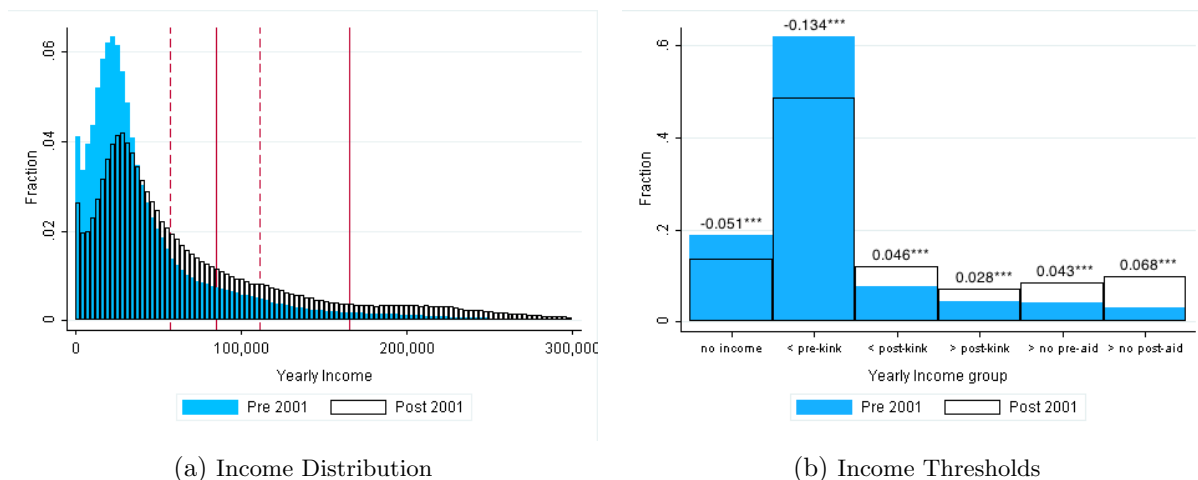 Fraction
.06
.04
.02
0
0 100,000 200,000 300,000
Yearly Income
Pre 2001 Post 2001
(a) Income Distribution
Fraction
.6
.4
.2
0
-0.051***
-0.134***
0.046***
0.028***
0.043***
0.068***
no income < pre-kink < post-kink > post-kink > no pre-aid > no post-aid
Yearly Income group
Pre 2001 Post 2001
(b) Income Thresholds